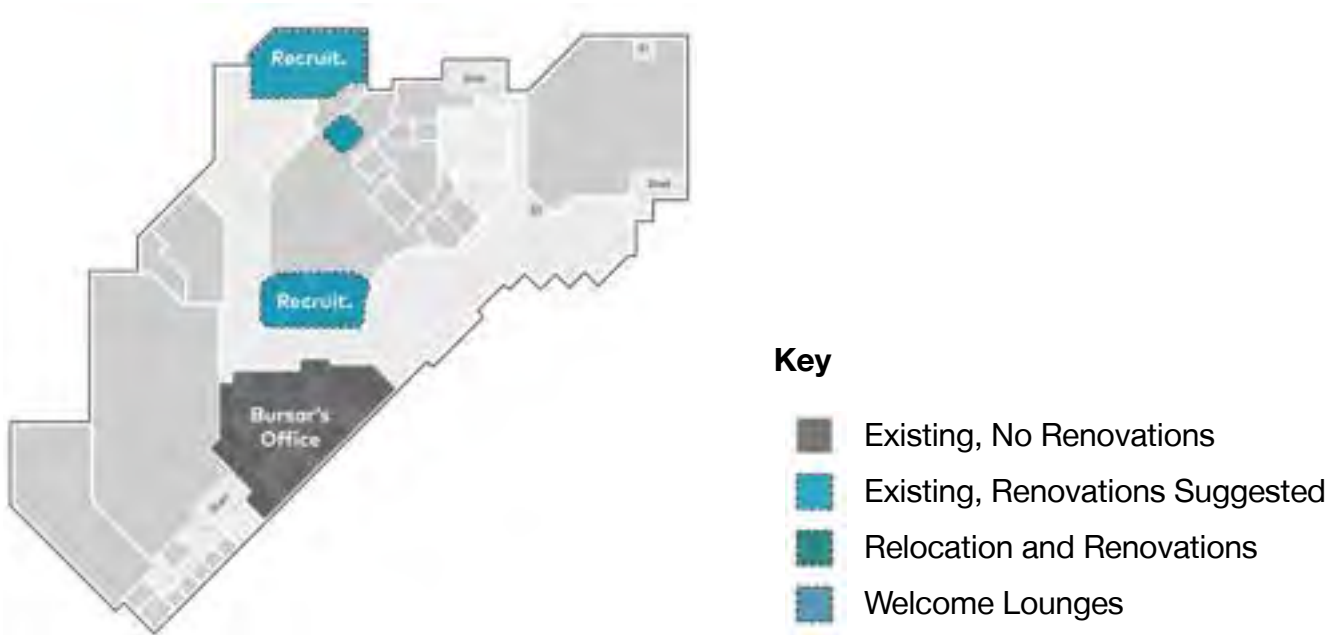 Recruit.
Recruit.
Bursar's
Office
Key
Existing, No Renovations
Existing, Renovations Suggested
Relocation and Renovations
Welcome Lounges